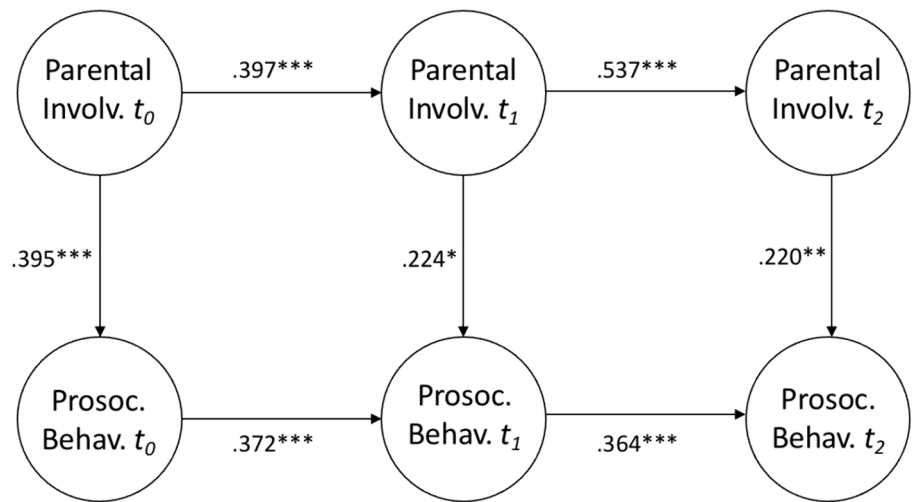 Parental
Involv. t0
.397***
Parental
Involv. t1
.537***
Parental
Involv. t2
.395***
.224*
.220**
Prosoc.
Behav. t0
.372***
Prosoc.
Behav. t1
.364***
Prosoc.
Behav. t2